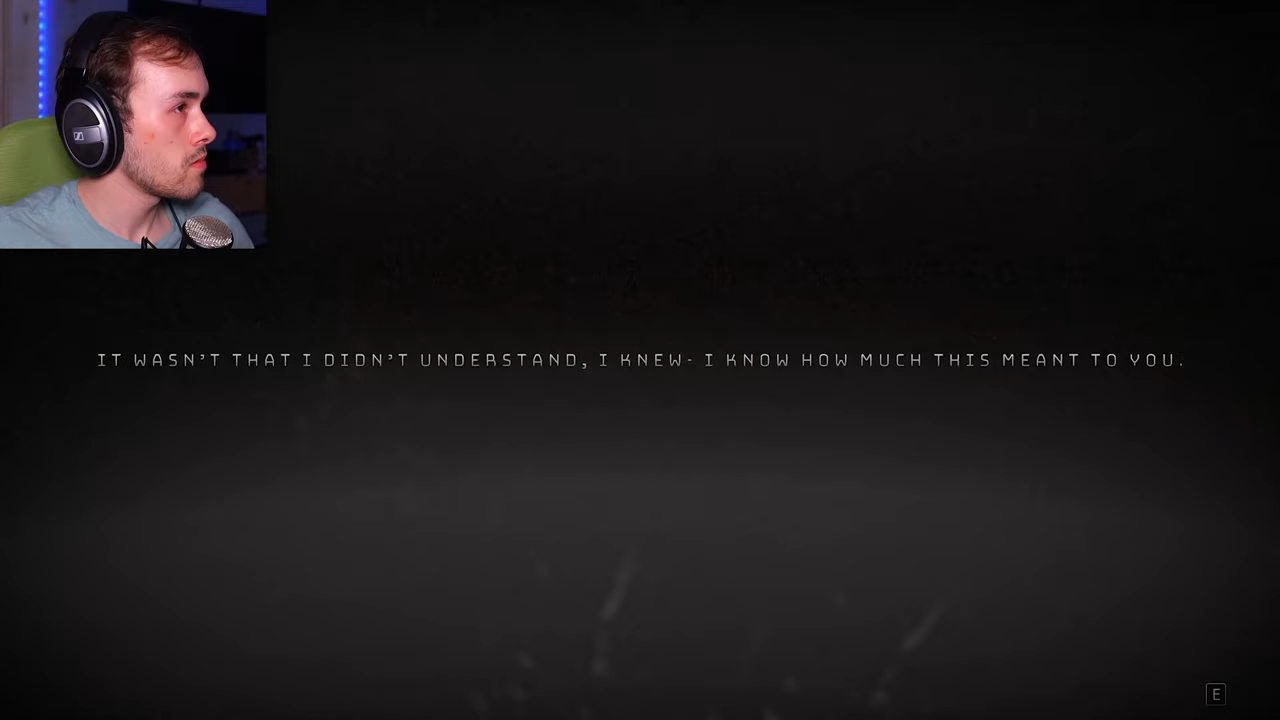 IT WASN'T THAT I DIDN'T UNDERSTAND, I KNEW- I KNOW HOW MUCH THIS MEANT TO YOU.
E